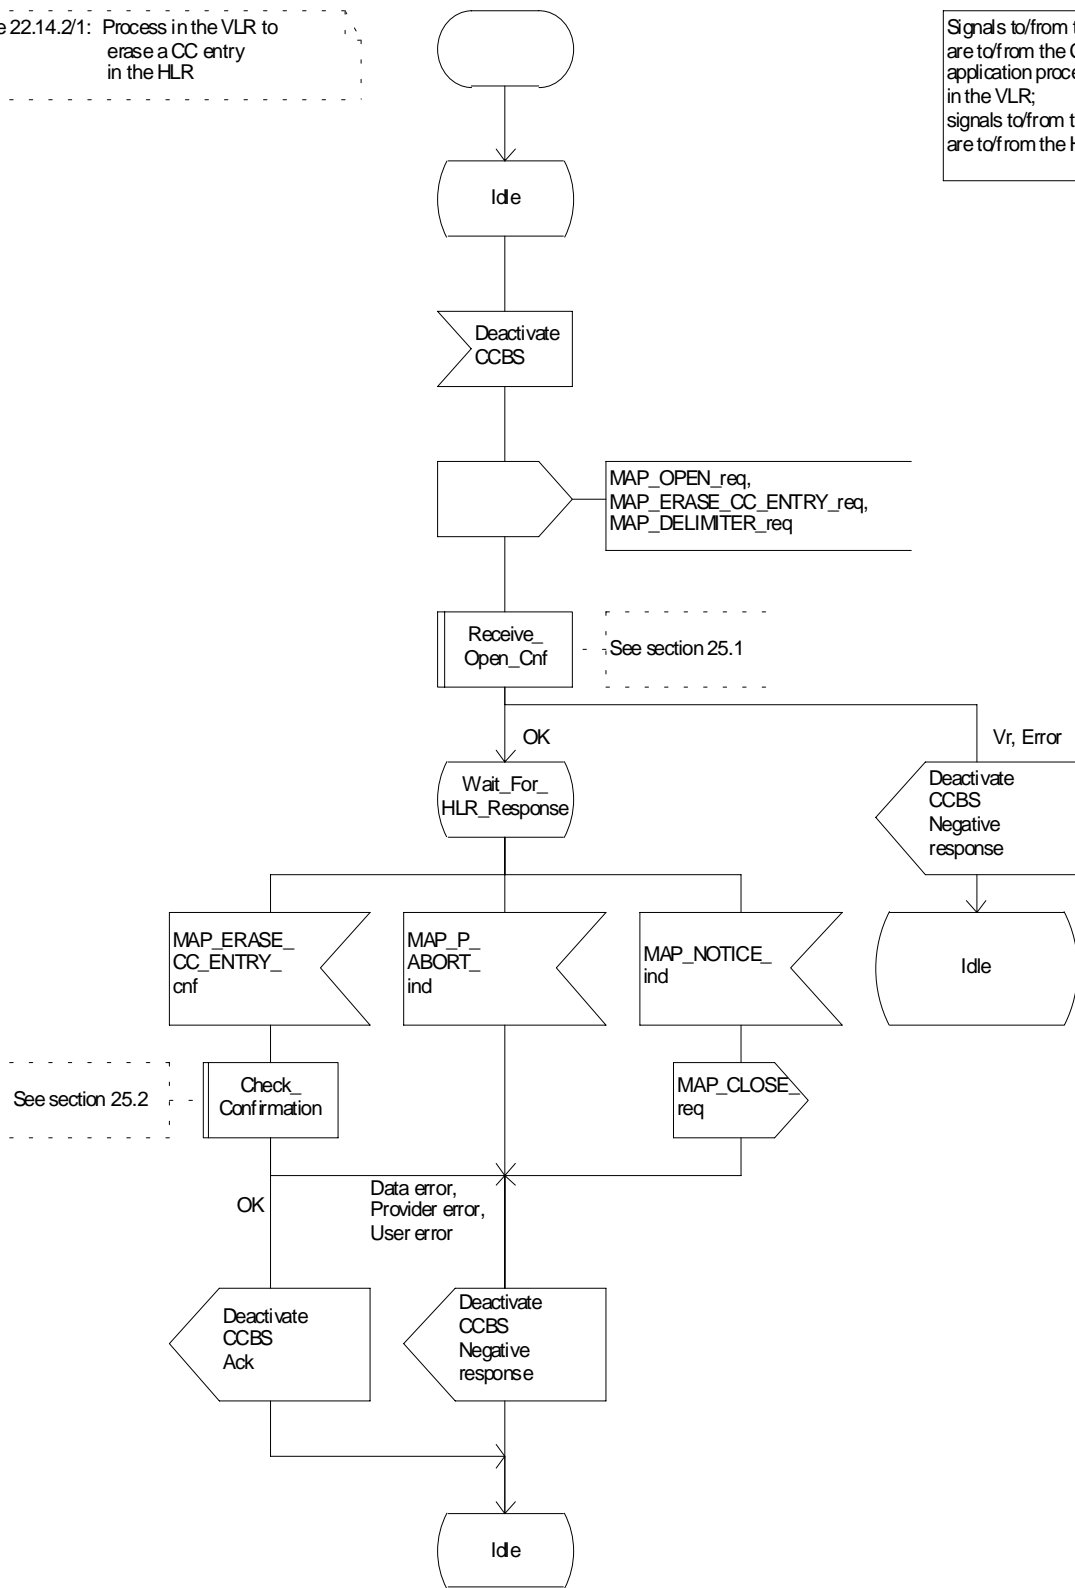 e 22.14.2/1: Process in the VLR to
erase a CC entry
in the HLR
Signals to/from t
are to/from the C
application proce
in the VLR;
signals to/from t
are to/from the H
Idle
Deactivate
CCBS
MAP_OPEN_req,
MAP_ERASE_CC_ENTRY_req,
MAP_DELIMITER_req
Receive_
Open_Cnf
See section 25.1
OK
Vr, Error
Wait_For_
HLR_Response
Deactivate
CCBS
Negative
response
MAP_ERASE_
CC_ENTRY_
cnf
MAP_P_
ABORT_
ind
MAP_NOTICE_
ind
Idle
See section 25.2
Check_
Confirmation
MAP_CLOSE_
req
OK
Data error,
Provider error,
User error
Deactivate
CCBS
Ack
Deactivate
CCBS
Negative
response
Idle